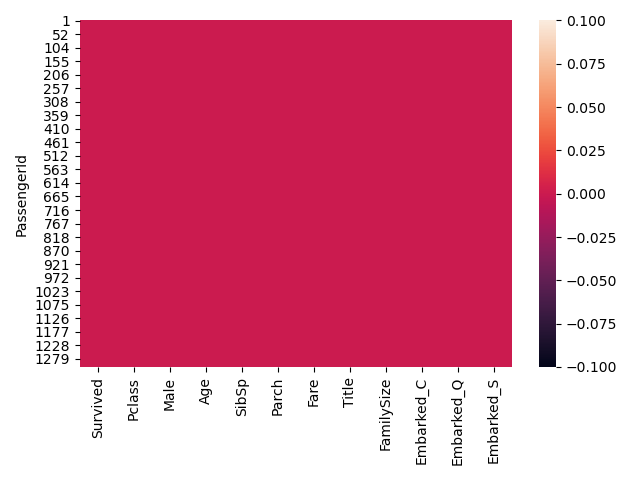 PassengerId
1
52
104
155
206
257
308
359
410
461
512
563
614
665
716
767
818
870
921
972
1023
1075
1126
1177
1228
1279
Survived
Pclass
Male
Age
SibSp
Parch
Fare
Title
FamilySize
Embarked_C
Embarked_Q
Embarked_S
0.100
0.075
0.050
0.025
0.000
−0.025
−0.050
−0.075
−0.100